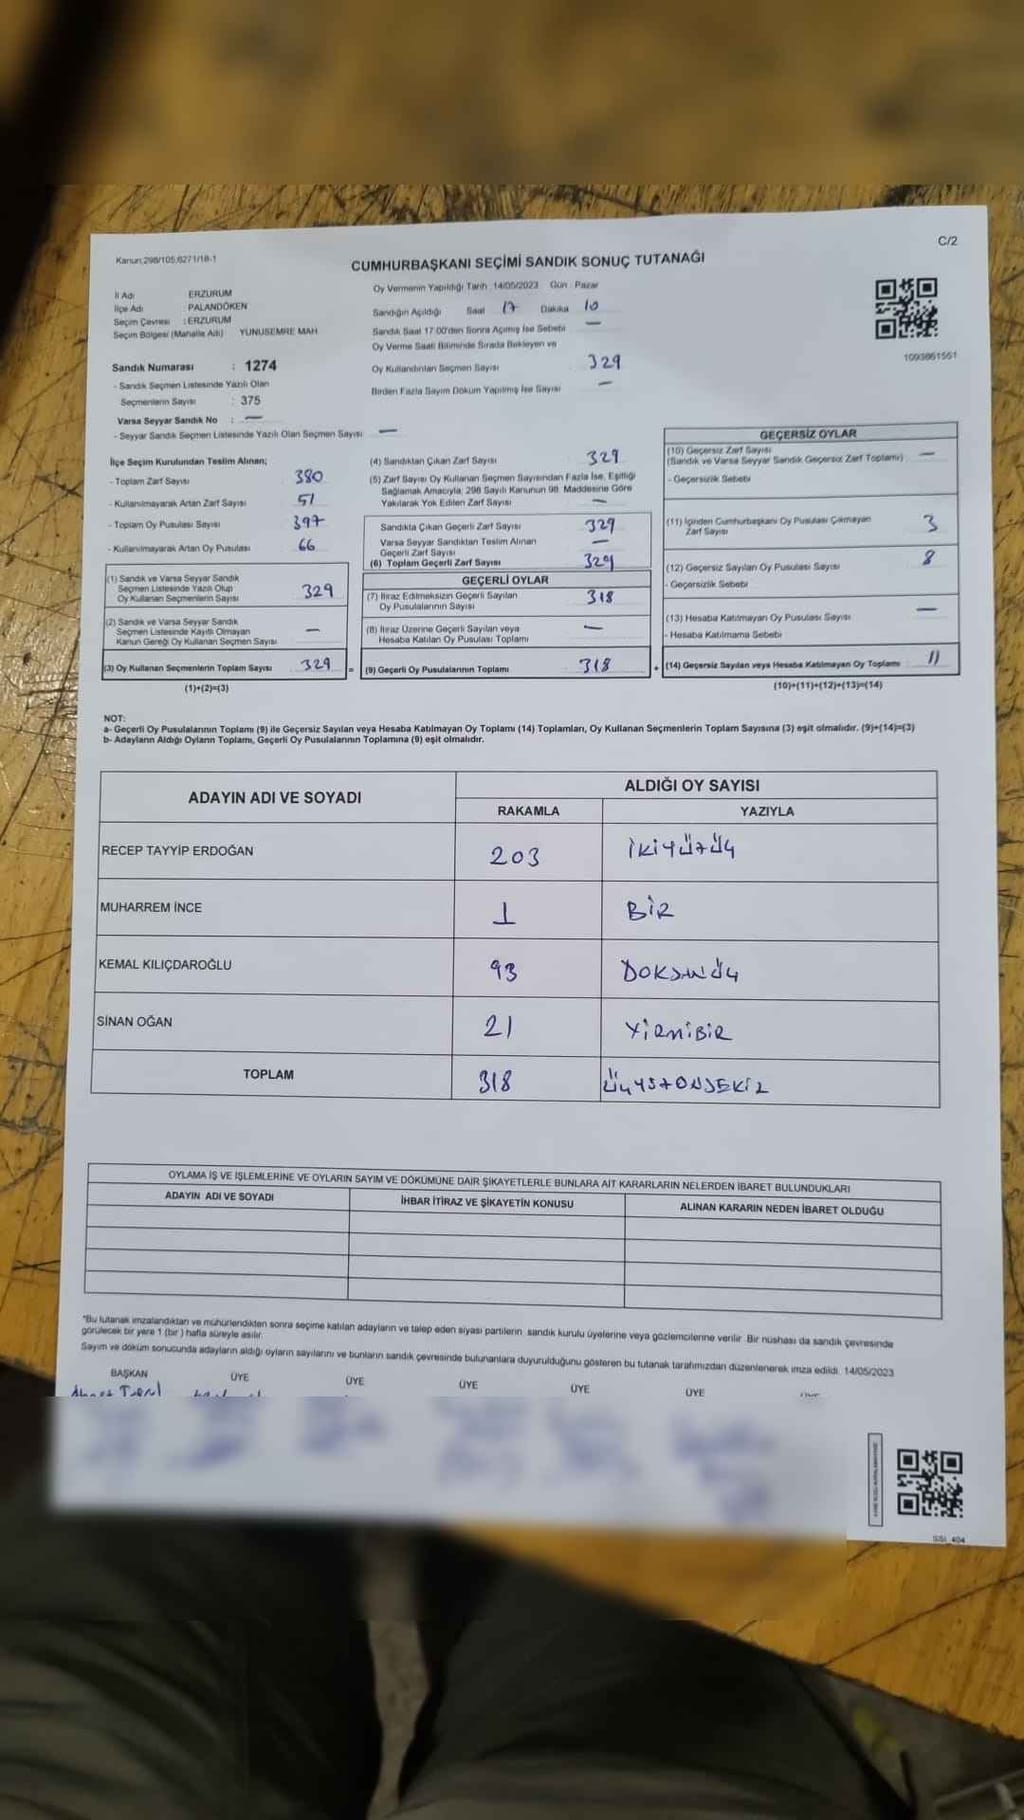 Kanun:298/105,6271/18-1
C/2
CUMHURBAŞKANI SEÇİMİ SANDIK SONUÇ TUTANAĞI
İl Adı : ERZURUM
İlçe Adı : PALANDÖKEN
Seçim Çevresi : ERZURUM
Seçim Bölgesi (Mahalle Adı) YUNUSEMRE MAH.
Oy Vermenin Yapıldığı Tarih : 14/05/2023 Gün : Pazar
Sandığın Açıldığı Saat 17 Dakika 10
Sandık Saat 17.00'den Sonra Açımış İse Sebebi —
Oy Verme Saati Bitiminde Sırada Bekleyen ve
Oy Kullandırılan Seçmen Sayısı 329
Birden Fazla Sayım Döküm Yapılmış İse Sayısı —
1093861551
Sandık Numarası : 1274
- Sandık Seçmen Listesinde Yazılı Olan
Seçmenlerin Sayısı : 375
Varsa Seyyar Sandık No : —
- Seyyar Sandık Seçmen Listesinde Yazılı Olan Seçmen Sayısı —
İlçe Seçim Kurulundan Teslim Alınan;
- Toplam Zarf Sayısı 380
- Kullanılmayarak Artan Zarf Sayısı 51
- Toplam Oy Pusulası Sayısı 397
- Kullanılmayarak Artan Oy Pusulası 66
(1) Sandık ve Varsa Seyyar Sandık
Seçmen Listesinde Yazılı Olup
Oy Kullanan Seçmenlerin Sayısı 329
(2) Sandık ve Varsa Seyyar Sandık
Seçmen Listesinde Kayıtlı Olmayan
Kanun Gereği Oy Kullanan Seçmen Sayısı —
(3) Oy Kullanan Seçmenlerin Toplam Sayısı 329 =
(1)+(2)=(3)
(4) Sandıktan Çıkan Zarf Sayısı 329
(5) Zarf Sayısı Oy Kullanan Seçmen Sayısından Fazla İse, Eşitliği
Sağlamak Amacıyla, 298 Sayılı Kanunun 98. Maddesine Göre
Yakılarak Yok Edilen Zarf Sayısı —
Sandıkta Çıkan Geçerli Zarf Sayısı 329
Varsa Seyyar Sandıktan Teslim Alınan
Geçerli Zarf Sayısı —
(6) Toplam Geçerli Zarf Sayısı 329
GEÇERLİ OYLAR
(7) İtiraz Edilmeksizin Geçerli Sayılan
Oy Pusulalarının Sayısı 318
(8) İtiraz Üzerine Geçerli Sayılan veya
Hesaba Katılan Oy Pusulası Toplamı —
(9) Geçerli Oy Pusulalarının Toplamı 318 +
GEÇERSİZ OYLAR
(10) Geçersiz Zarf Sayısı
(Sandık ve Varsa Seyyar Sandık Geçersiz Zarf Toplamı) —
- Geçersizlik Sebebi
(11) İçinden Cumhurbaşkanı Oy Pusulası Çıkmayan
Zarf Sayısı 3
(12) Geçersiz Sayılan Oy Pusulası Sayısı 8
- Geçersizlik Sebebi
(13) Hesaba Katılmayan Oy Pusulası Sayısı —
- Hesaba Katılmama Sebebi
(14) Geçersiz Sayılan veya Hesaba Katılmayan Oy Toplamı 11
(10)+(11)+(12)+(13)=(14)
NOT:
a- Geçerli Oy Pusulalarının Toplamı (9) ile Geçersiz Sayılan veya Hesaba Katılmayan Oy Toplamı (14) Toplamları, Oy Kullanan Seçmenlerin Toplam Sayısına (3) eşit olmalıdır. (9)+(14)=(3)
b- Adayların Aldığı Oyların Toplamı, Geçerli Oy Pusulalarının Toplamına (9) eşit olmalıdır.
ADAYIN ADI VE SOYADI
ALDIĞI OY SAYISI
RAKAMLA YAZIYLA
RECEP TAYYİP ERDOĞAN 203 İKİYÜZÜÇ
MUHARREM İNCE 1 BİR
KEMAL KILIÇDAROĞLU 93 DOKSANÜÇ
SİNAN OĞAN 21 YİRMİBİR
TOPLAM 318 ÜÇYÜZONSEKİZ
OYLAMA İŞ VE İŞLEMLERİNE VE OYLARIN SAYIM VE DÖKÜMÜNE DAİR ŞİKAYETLERLE BUNLARA AİT KARARLARIN NELERDEN İBARET BULUNDUKLARI
ADAYIN ADI VE SOYADI İHBAR İTİRAZ VE ŞİKAYETİN KONUSU ALINAN KARARIN NEDEN İBARET OLDUĞU
*Bu tutanak imzalandıktan ve mühürlendikten sonra seçime katılan adayların ve talep eden siyasi partilerin sandık kurulu üyelerine veya gözlemcilerine verilir. Bir nüshası da sandık çevresinde
görülecek bir yere 1 (bir ) hafta süreyle asılır.
Sayım ve döküm sonucunda adayların aldığı oyların sayılarını ve bunların sandık çevresinde bulunanlara duyurulduğunu gösteren bu tutanak tarafımızdan düzenlenerek imza edildi. 14/05/2023
BAŞKAN ÜYE ÜYE ÜYE ÜYE ÜYE